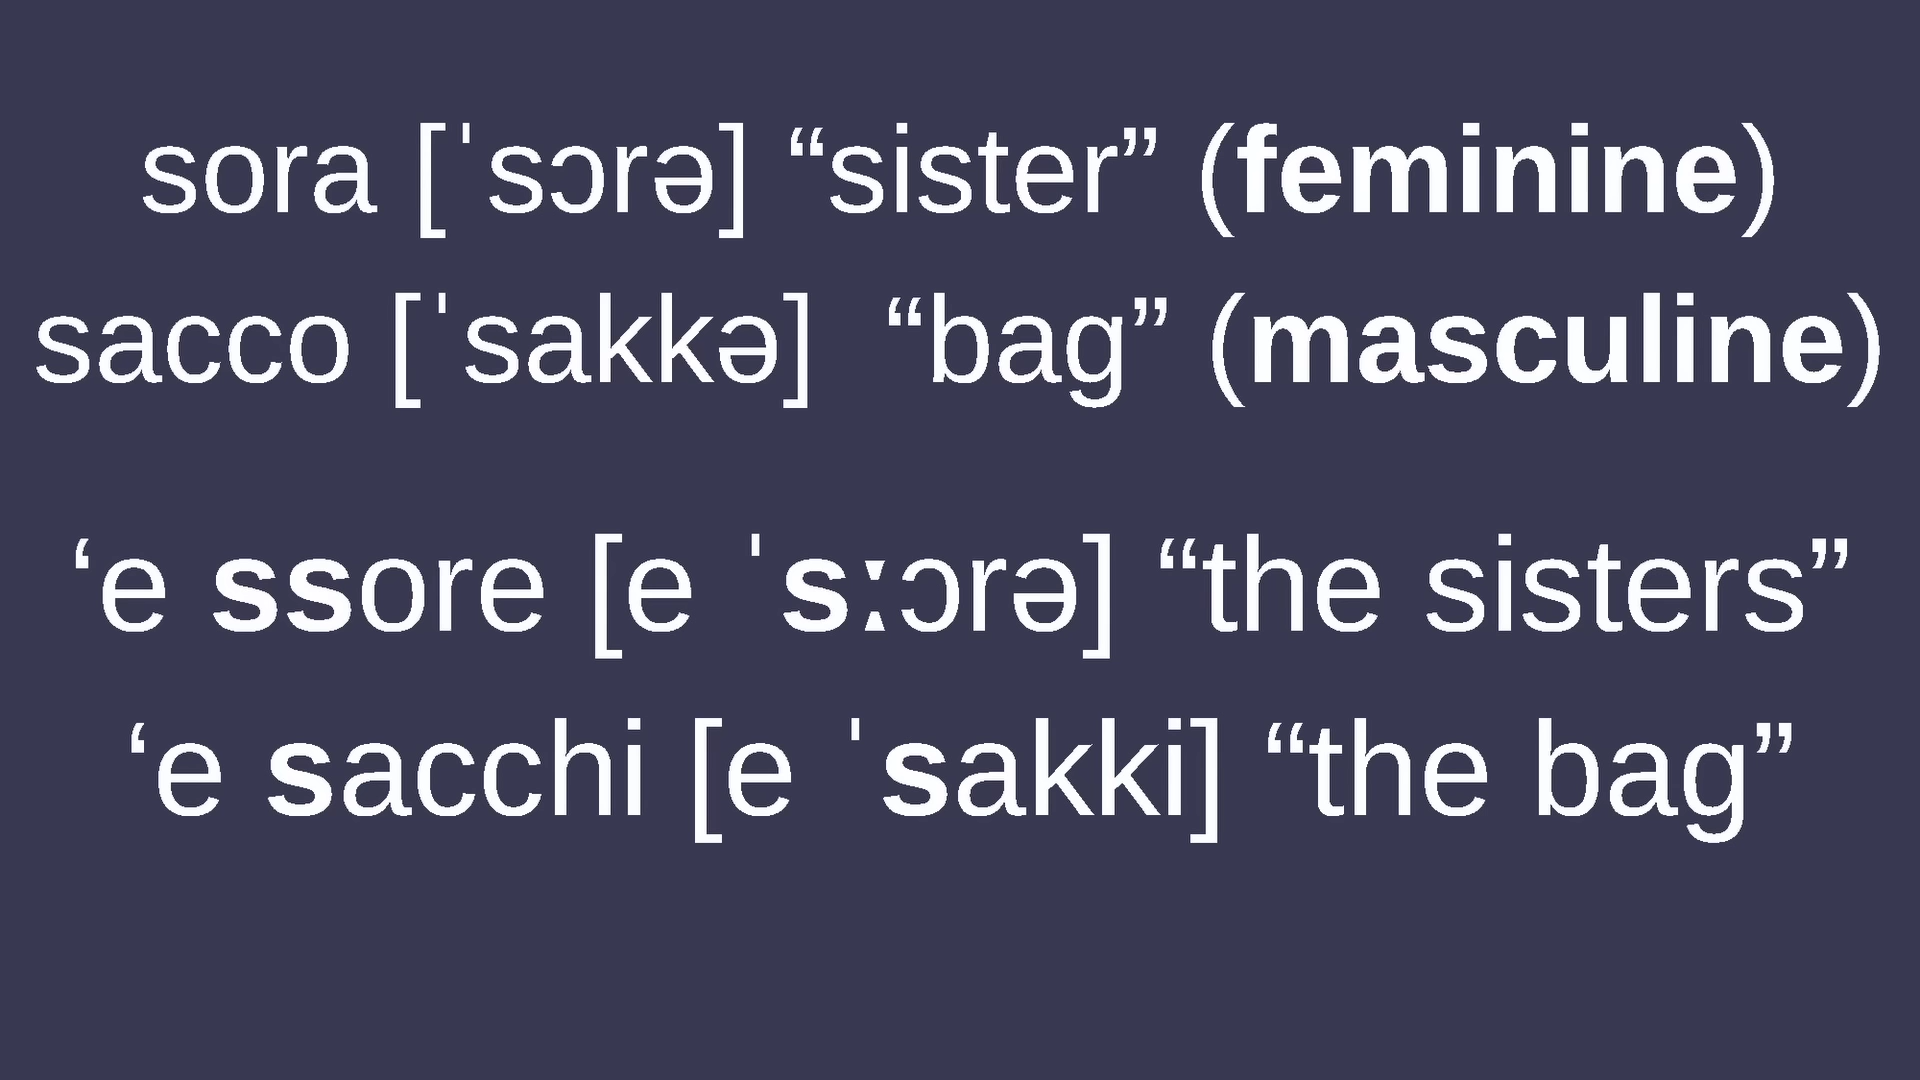 sora [ˈsɔrə] “sister” (feminine)
sacco [ˈsakkə] “bag” (masculine)
‘e ssore [e ˈsːɔrə] “the sisters”
‘e sacchi [e ˈsakki] “the bag”